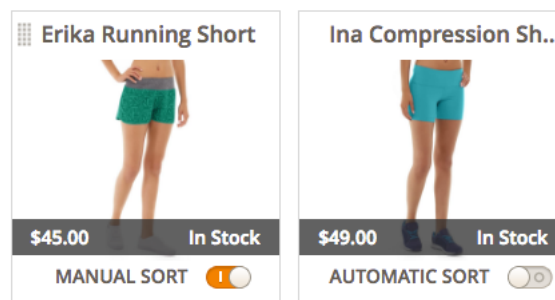 Erika Running Short
Ina Compression Sh..
$45.00 In Stock
$49.00 In Stock
MANUAL SORT
AUTOMATIC SORT